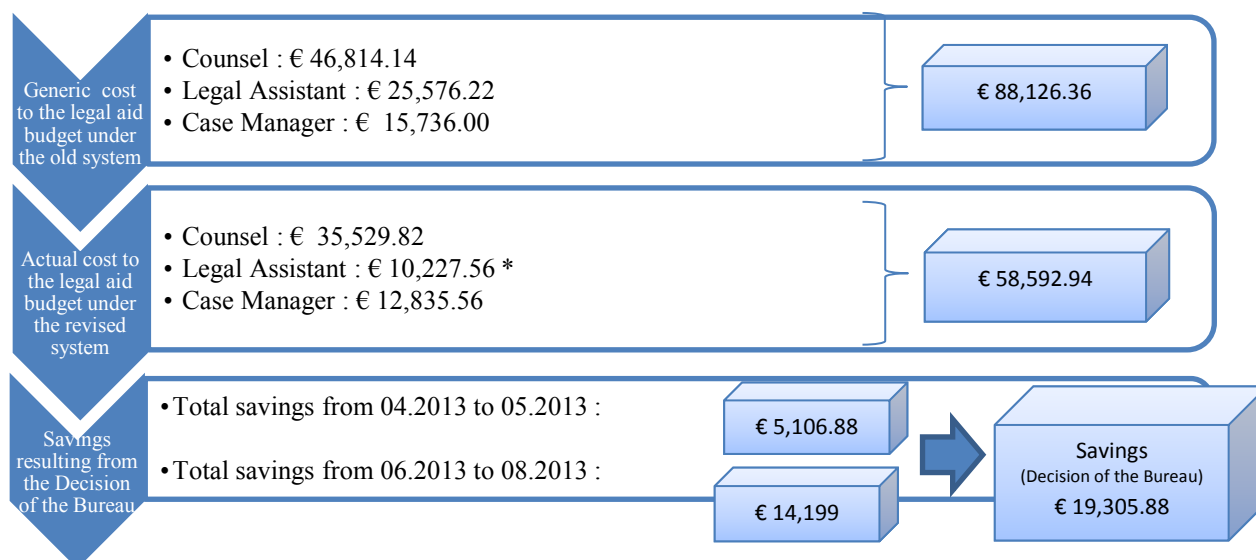 Generic cost
to the legal aid
budget under
the old system
• Counsel : € 46,814.14
• Legal Assistant : € 25,576.22
• Case Manager : € 15,736.00
€ 88,126.36
Actual cost to
the legal aid
budget under
the revised
system
• Counsel : € 35,529.82
• Legal Assistant : € 10,227.56 *
• Case Manager : € 12,835.56
€ 58,592.94
Savings
resulting from
the Decision
of the Bureau
• Total savings from 04.2013 to 05.2013 :
€ 5,106.88
• Total savings from 06.2013 to 08.2013 :
€ 14,199
Savings
(Decision of the Bureau)
€ 19,305.88